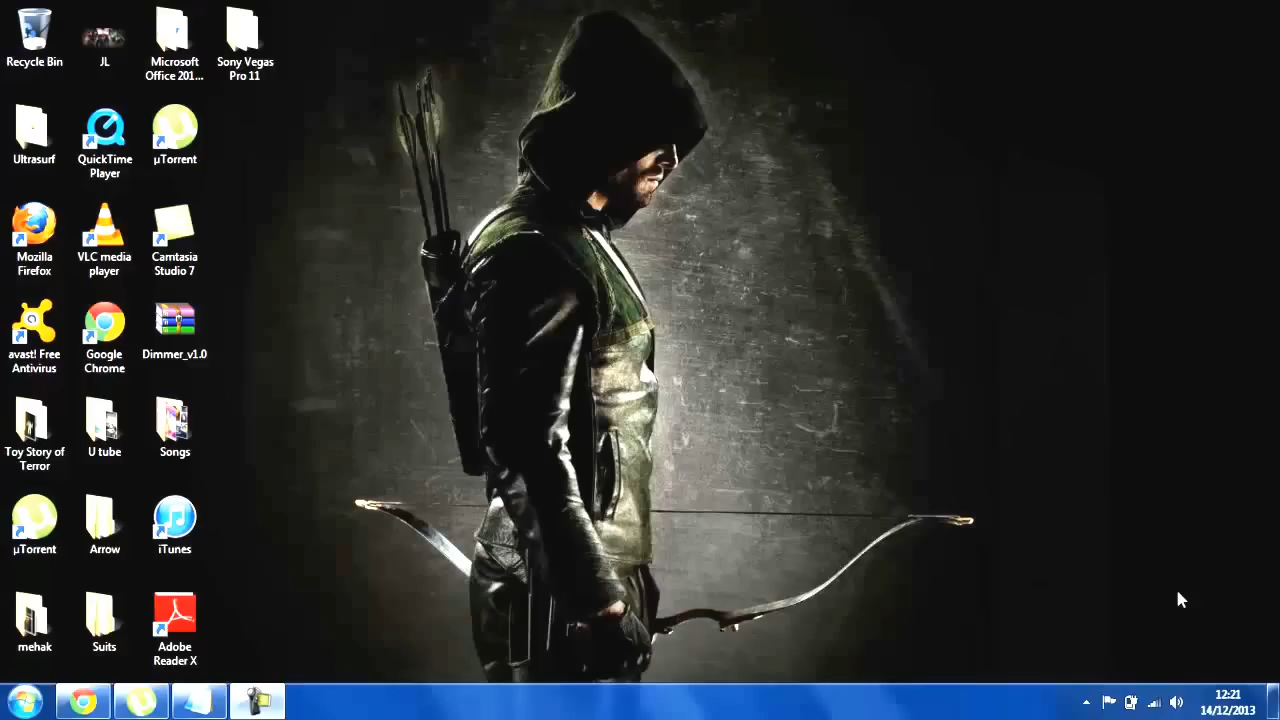 Recycle Bin
JL
Microsoft
Office 201...
Sony Vegas
Pro 11
Ultrasurf
QuickTime
Player
µTorrent
Mozilla
Firefox
VLC media
player
Camtasia
Studio 7
avast! Free
Antivirus
Google
Chrome
Dimmer_v1.0
Toy Story of
Terror
U tube
Songs
µTorrent
Arrow
iTunes
mehak
Suits
Adobe
Reader X
12:21
14/12/2013